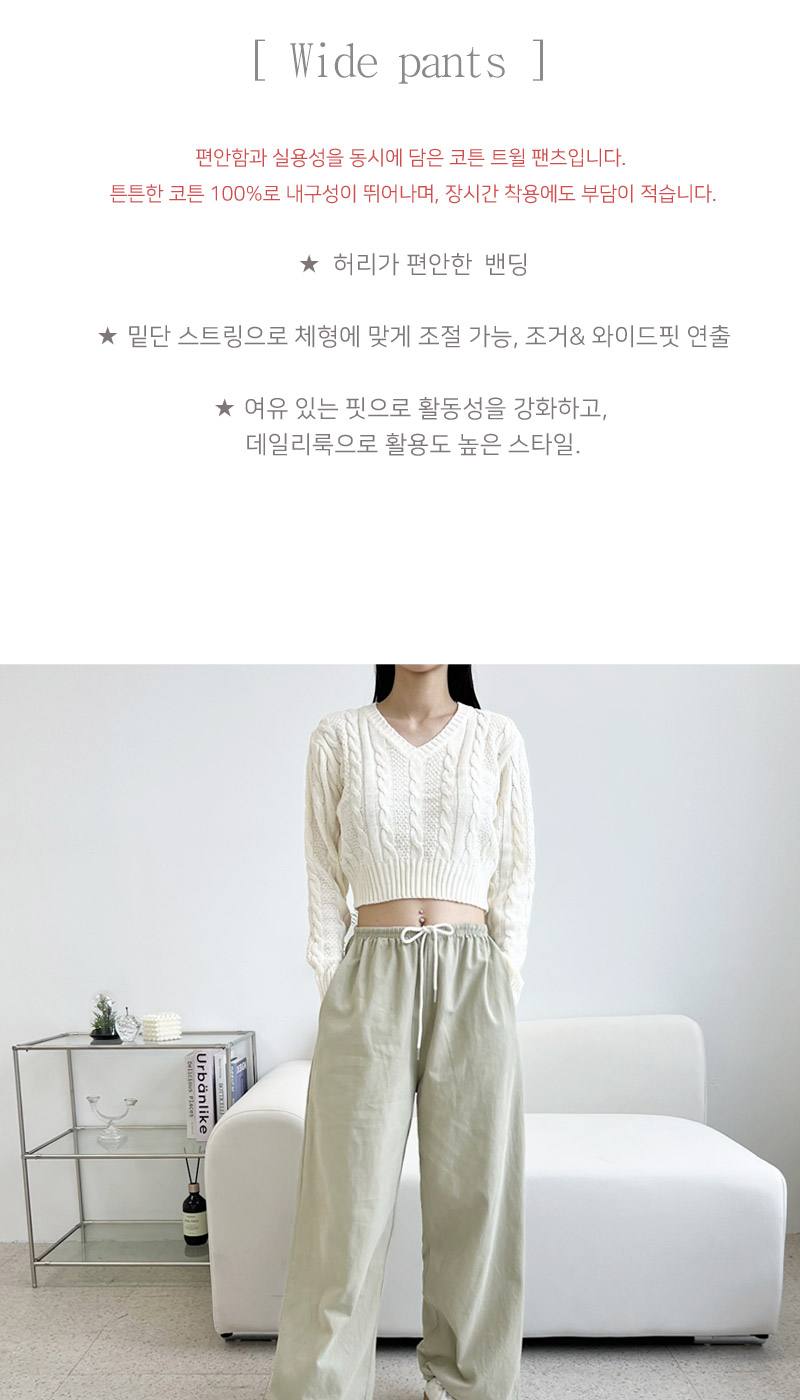 [ Wide pants ]
편안함과 실용성을 동시에 담은 코튼 트윌 팬츠입니다.
튼튼한 코튼 100%로 내구성이 뛰어나며, 장시간 착용에도 부담이 적습니다.
★ 허리가 편안한 밴딩
★ 밑단 스트링으로 체형에 맞게 조절 가능, 조거& 와이드핏 연출
★ 여유 있는 핏으로 활동성을 강화하고,
데일리룩으로 활용도 높은 스타일.
Urbänlike
Delicious Places